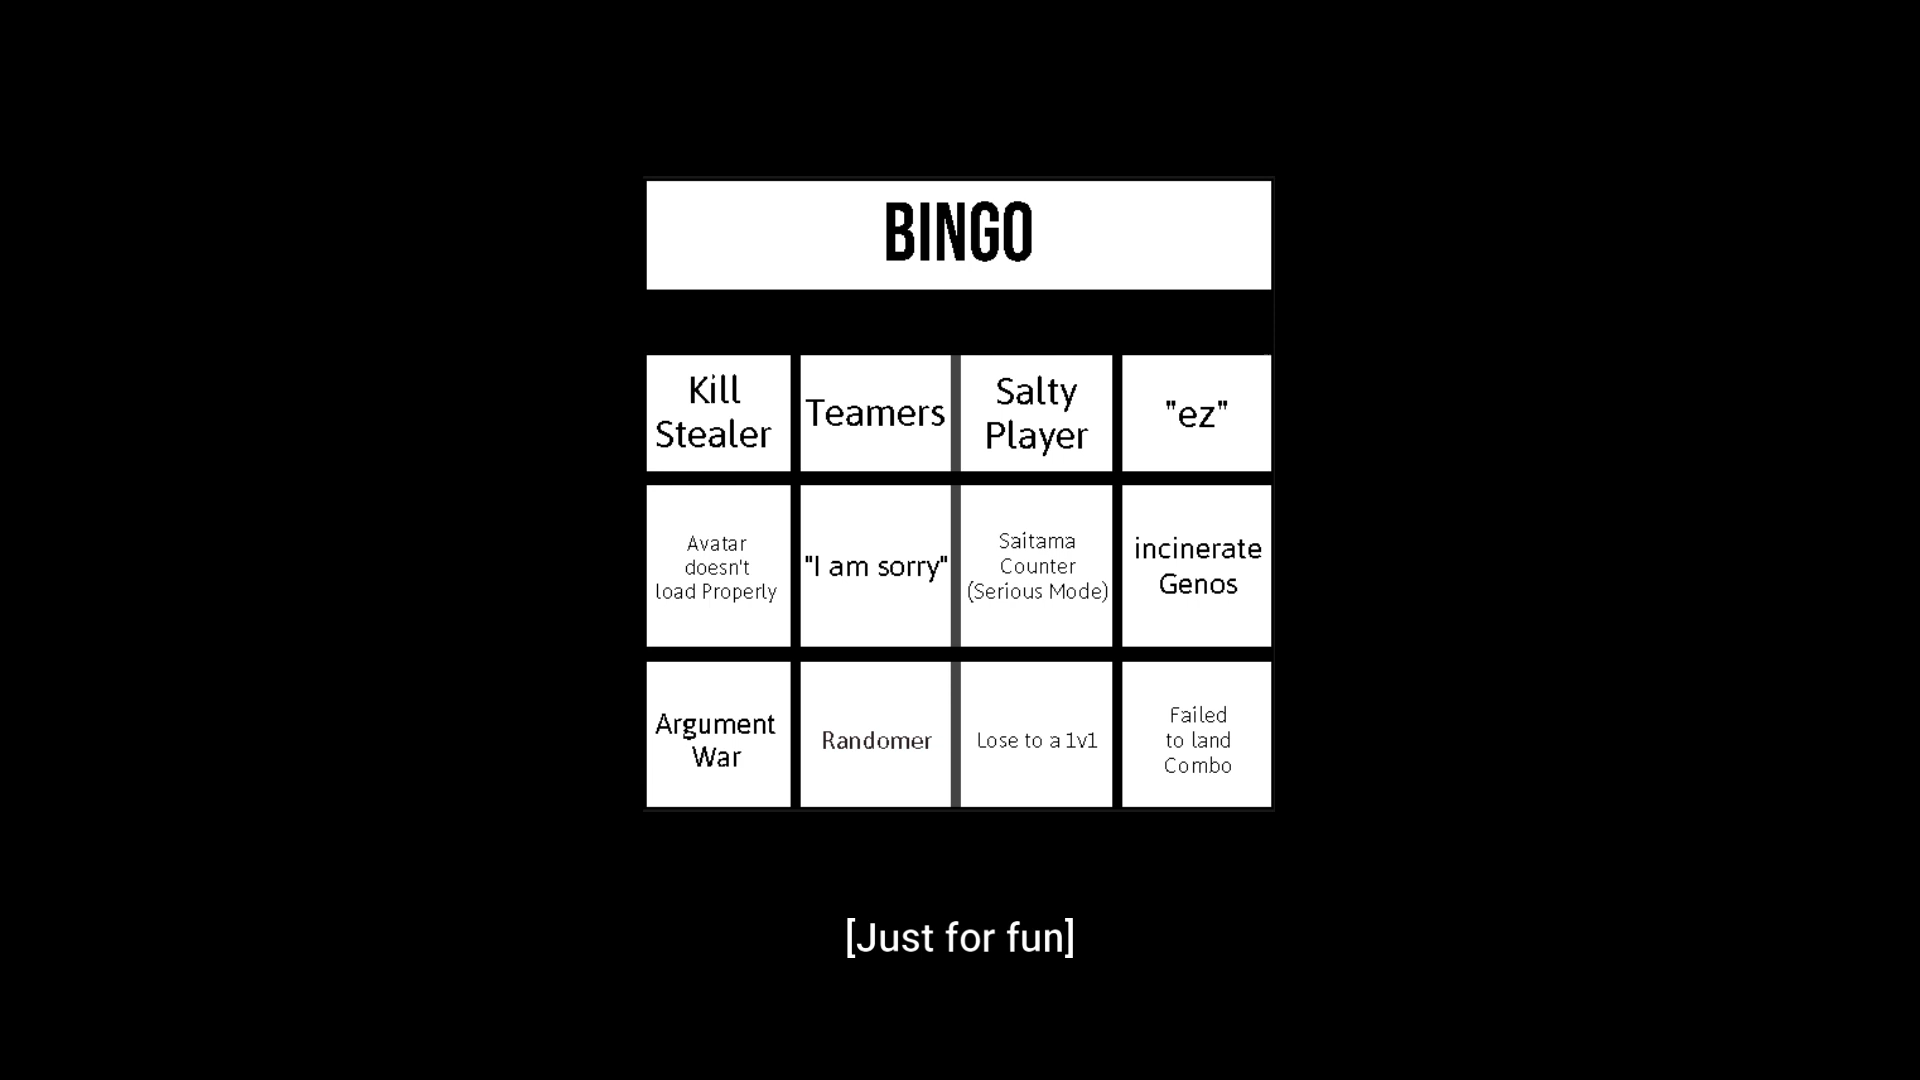 BINGO
Kill
Stealer
Teamers
Salty
Player
"ez"
Avatar
doesn't
load Properly
"I am sorry"
Saitama
Counter
(Serious Mode)
incinerate
Genos
Argument
War
Randomer
Lose to a 1v1
Failed
to land
Combo
[Just for fun]